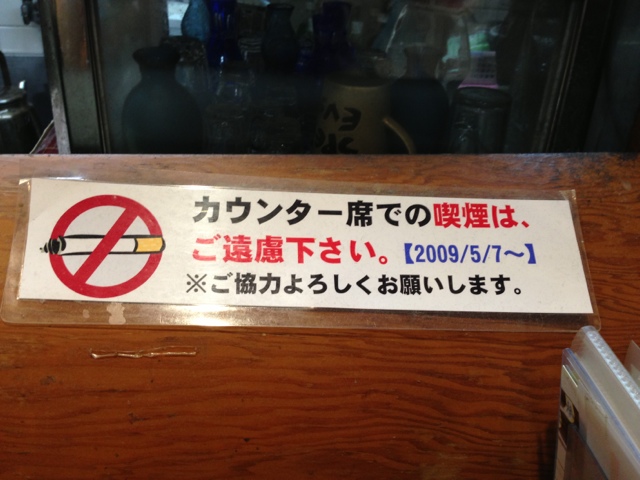 カウンター席での喫煙は、
ご遠慮下さい。【2009/5/7～】
※ご協力よろしくお願いします。